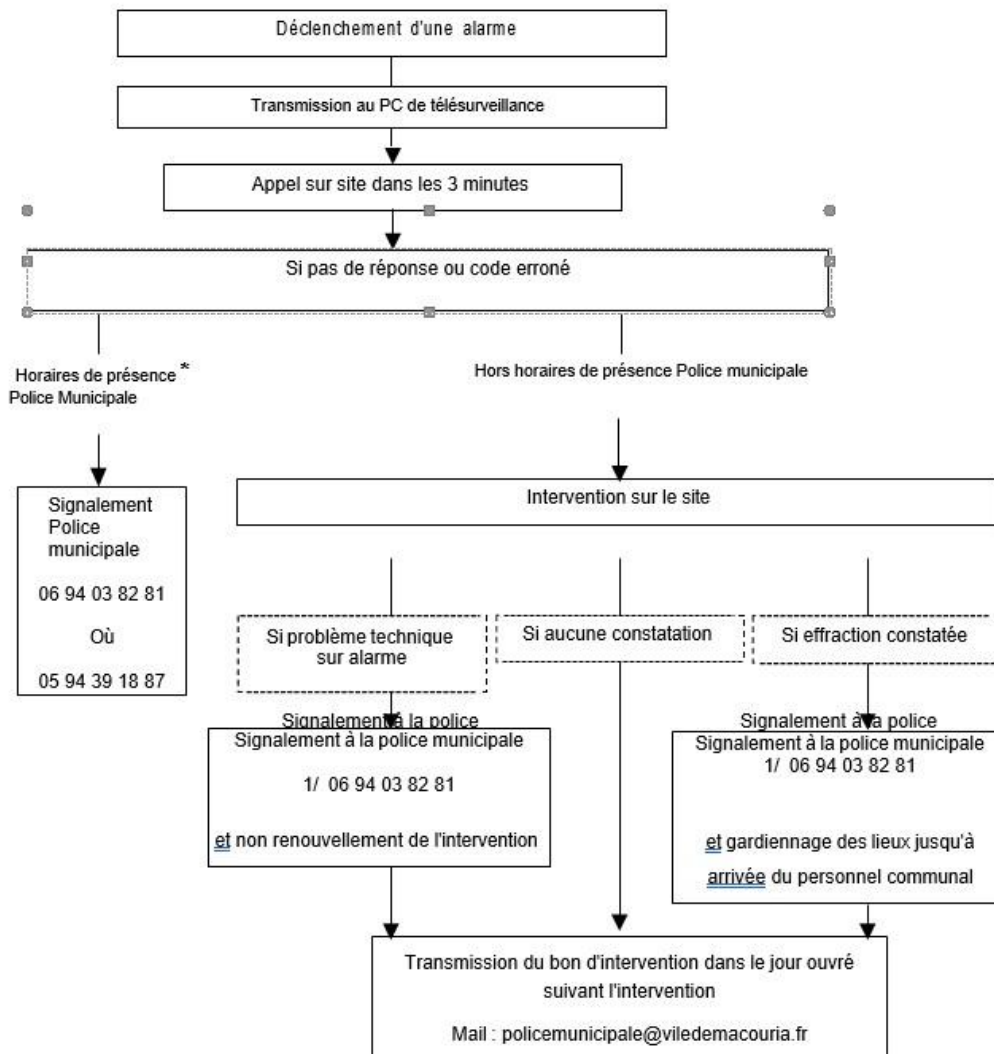 Déclenchement d'une alarme
Transmission au PC de télésurveillance
Appel sur site dans les 3 minutes
Si pas de réponse ou code erroné
Horaires de présence *
Police Municipale
Hors horaires de présence Police municipale
Signalement
Police
municipale
06 94 03 82 81
Où
05 94 39 18 87
Intervention sur le site
Si problème technique
sur alarme
Si aucune constatation
Si effraction constatée
Signalement à la police
Signalement à la police municipale
1/ 06 94 03 82 81
et non renouvellement de l'intervention
Signalement à la police
Signalement à la police municipale
1/ 06 94 03 82 81
et gardiennage des lieux jusqu'à
arrivée du personnel communal
Transmission du bon d'intervention dans le jour ouvré
suivant l'intervention
Mail : policemunicipale@viledemacouria.fr